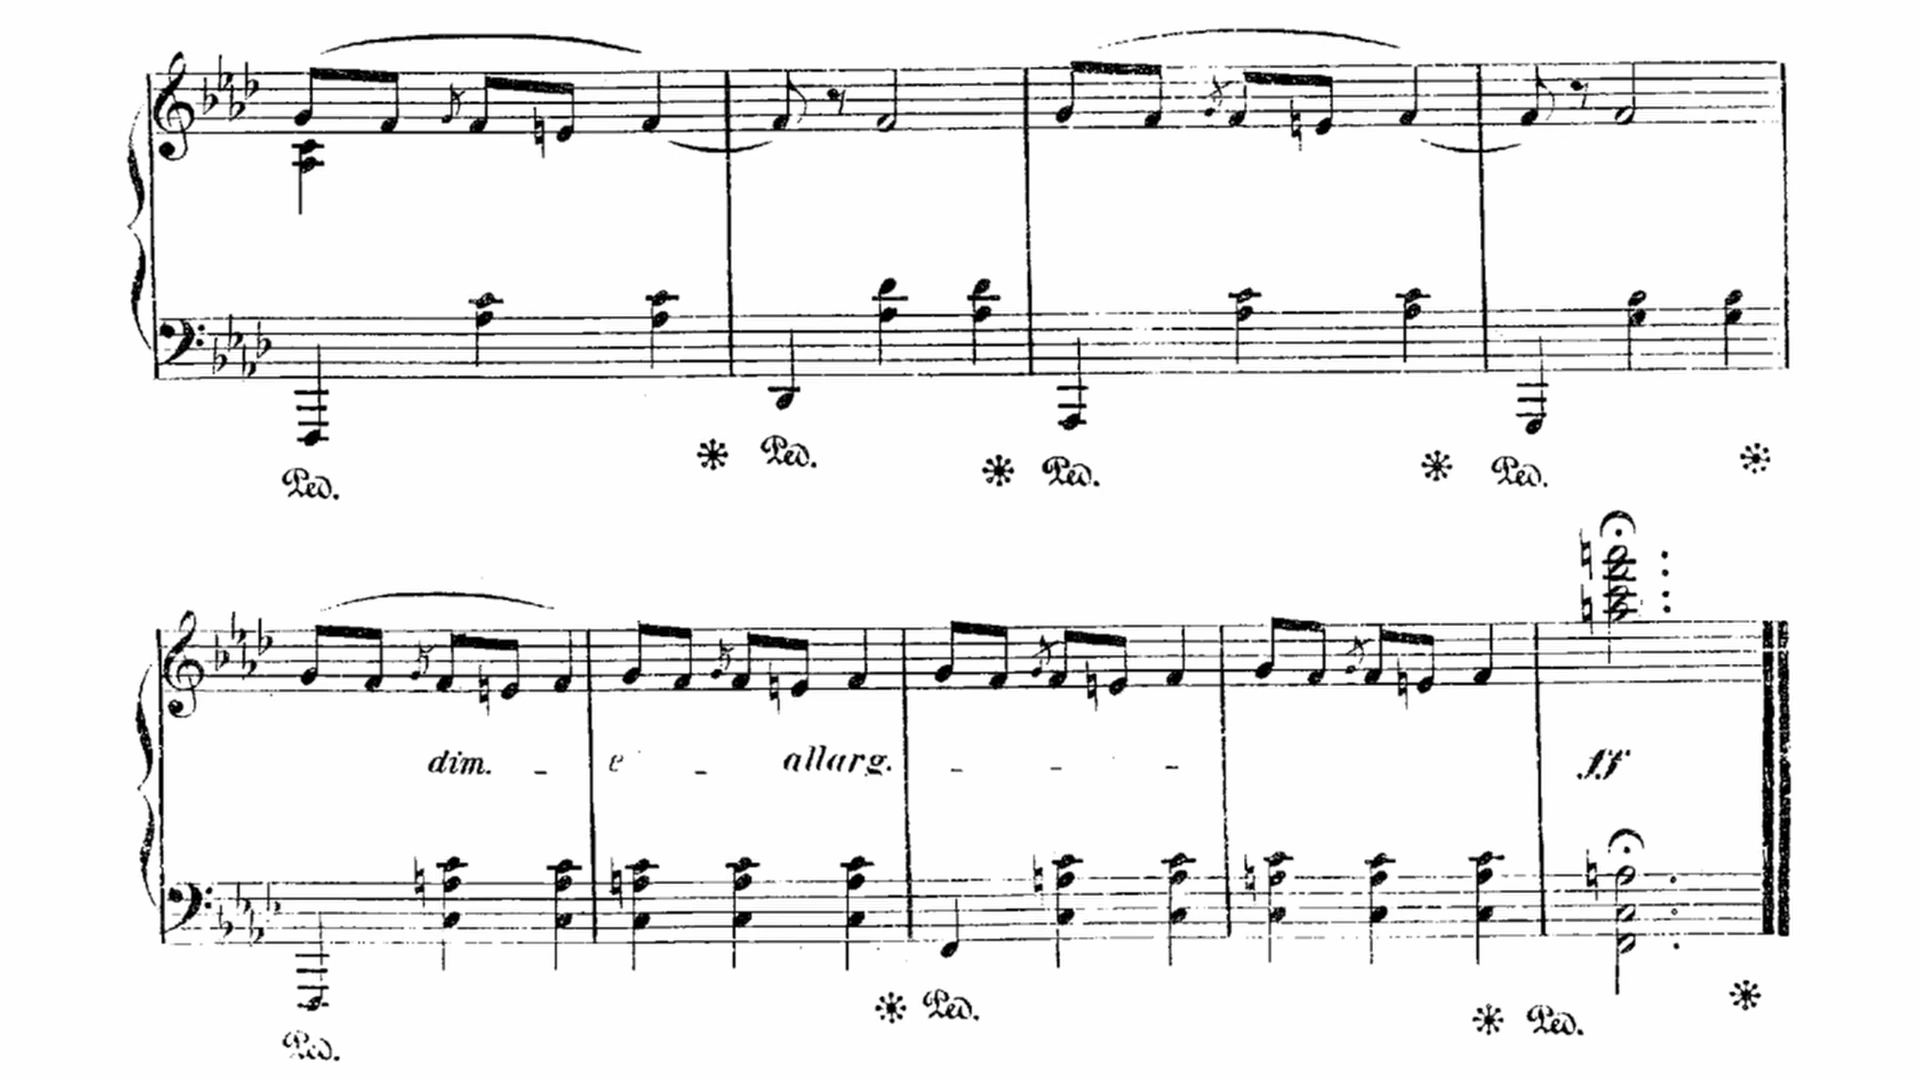 Ped. * Ped. * Ped. * Ped. *
dim. - e - allarg. - - -
ff
Ped. * Ped. * Ped. *